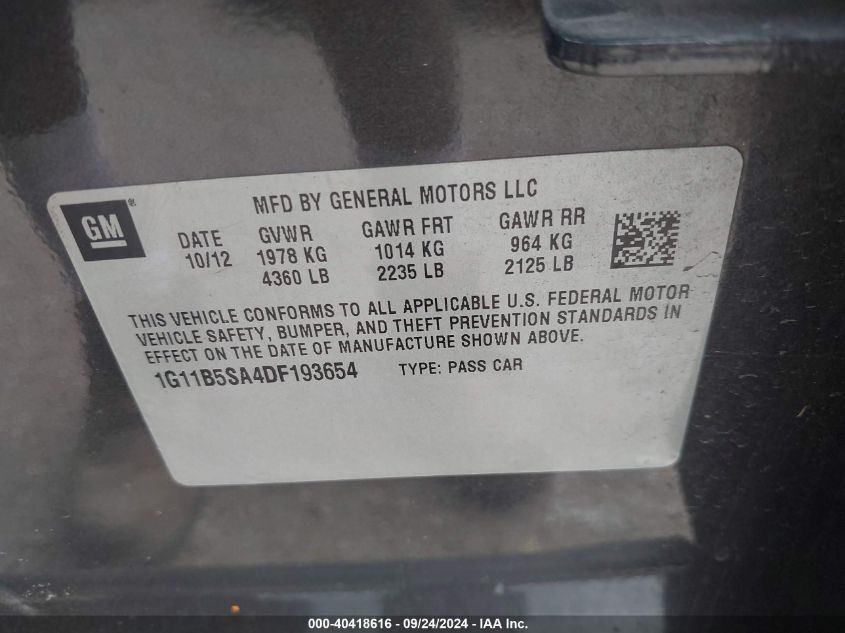 GM
MFD BY GENERAL MOTORS LLC
DATE GVWR GAWR FRT GAWR RR
10/12 1978 KG 1014 KG 964 KG
4360 LB 2235 LB 2125 LB
THIS VEHICLE CONFORMS TO ALL APPLICABLE U.S. FEDERAL MOTOR
VEHICLE SAFETY, BUMPER, AND THEFT PREVENTION STANDARDS IN
EFFECT ON THE DATE OF MANUFACTURE SHOWN ABOVE.
1G11B5SA4DF193654 TYPE: PASS CAR
000-40418616 - 09/24/2024 - IAA Inc.